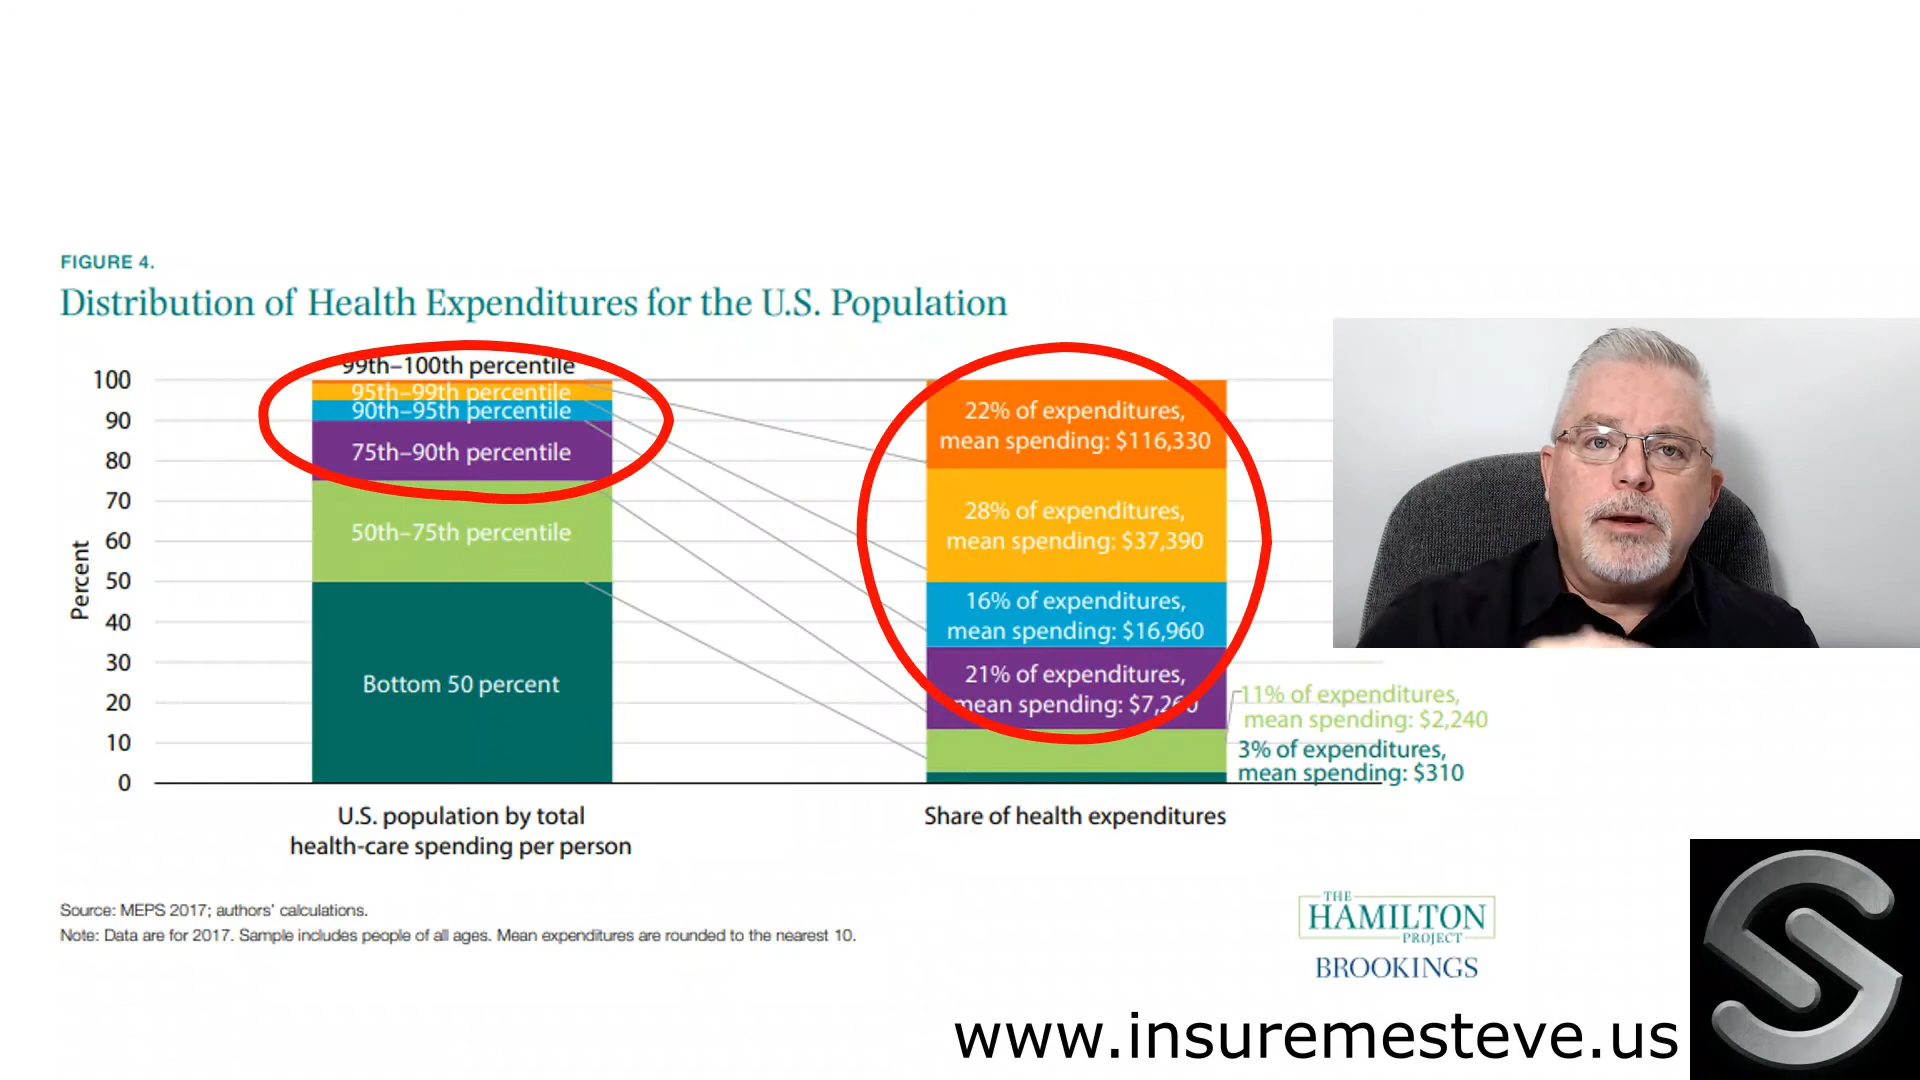 FIGURE 4.
Distribution of Health Expenditures for the U.S. Population
Percent
100
90
80
70
60
50
40
30
20
10
0
99th–100th percentile
95th–99th percentile
90th–95th percentile
75th–90th percentile
50th–75th percentile
Bottom 50 percent
22% of expenditures,
mean spending: $116,330
28% of expenditures,
mean spending: $37,390
16% of expenditures,
mean spending: $16,960
21% of expenditures,
mean spending: $7,260
11% of expenditures,
mean spending: $2,240
3% of expenditures,
mean spending: $310
U.S. population by total
health-care spending per person
Share of health expenditures
Source: MEPS 2017; authors' calculations.
Note: Data are for 2017. Sample includes people of all ages. Mean expenditures are rounded to the nearest 10.
THE
HAMILTON
PROJECT
BROOKINGS
www.insuremesteve.us